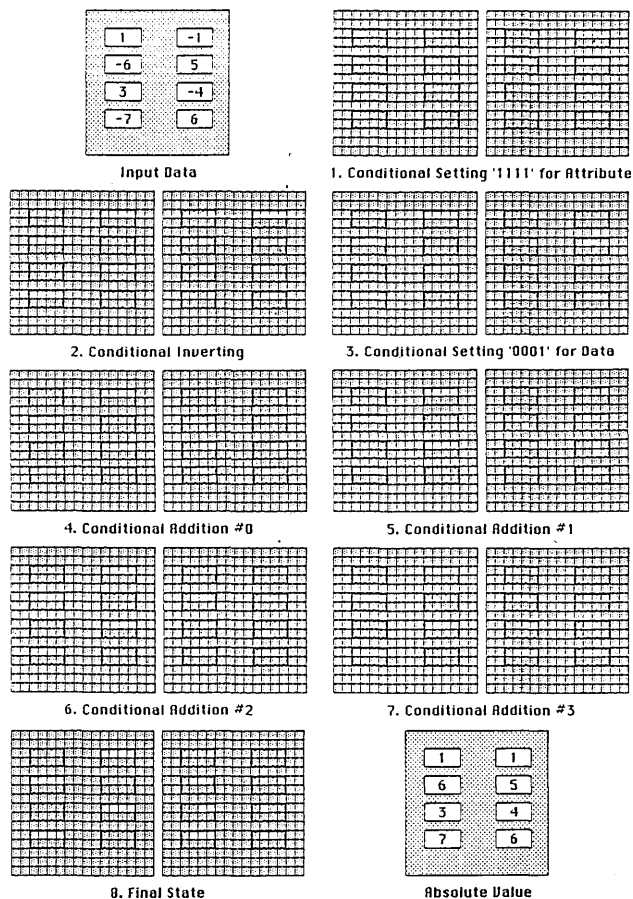 1 -1
-6 5
3 -4
-7 6
Input Data
1. Conditional Setting '1111' for Attribute
2. Conditional Inverting
3. Conditional Setting '0001' for Data
4. Conditional Addition #0
5. Conditional Addition #1
6. Conditional Addition #2
7. Conditional Addition #3
8. Final State
1 1
6 5
3 4
7 6
Absolute Value